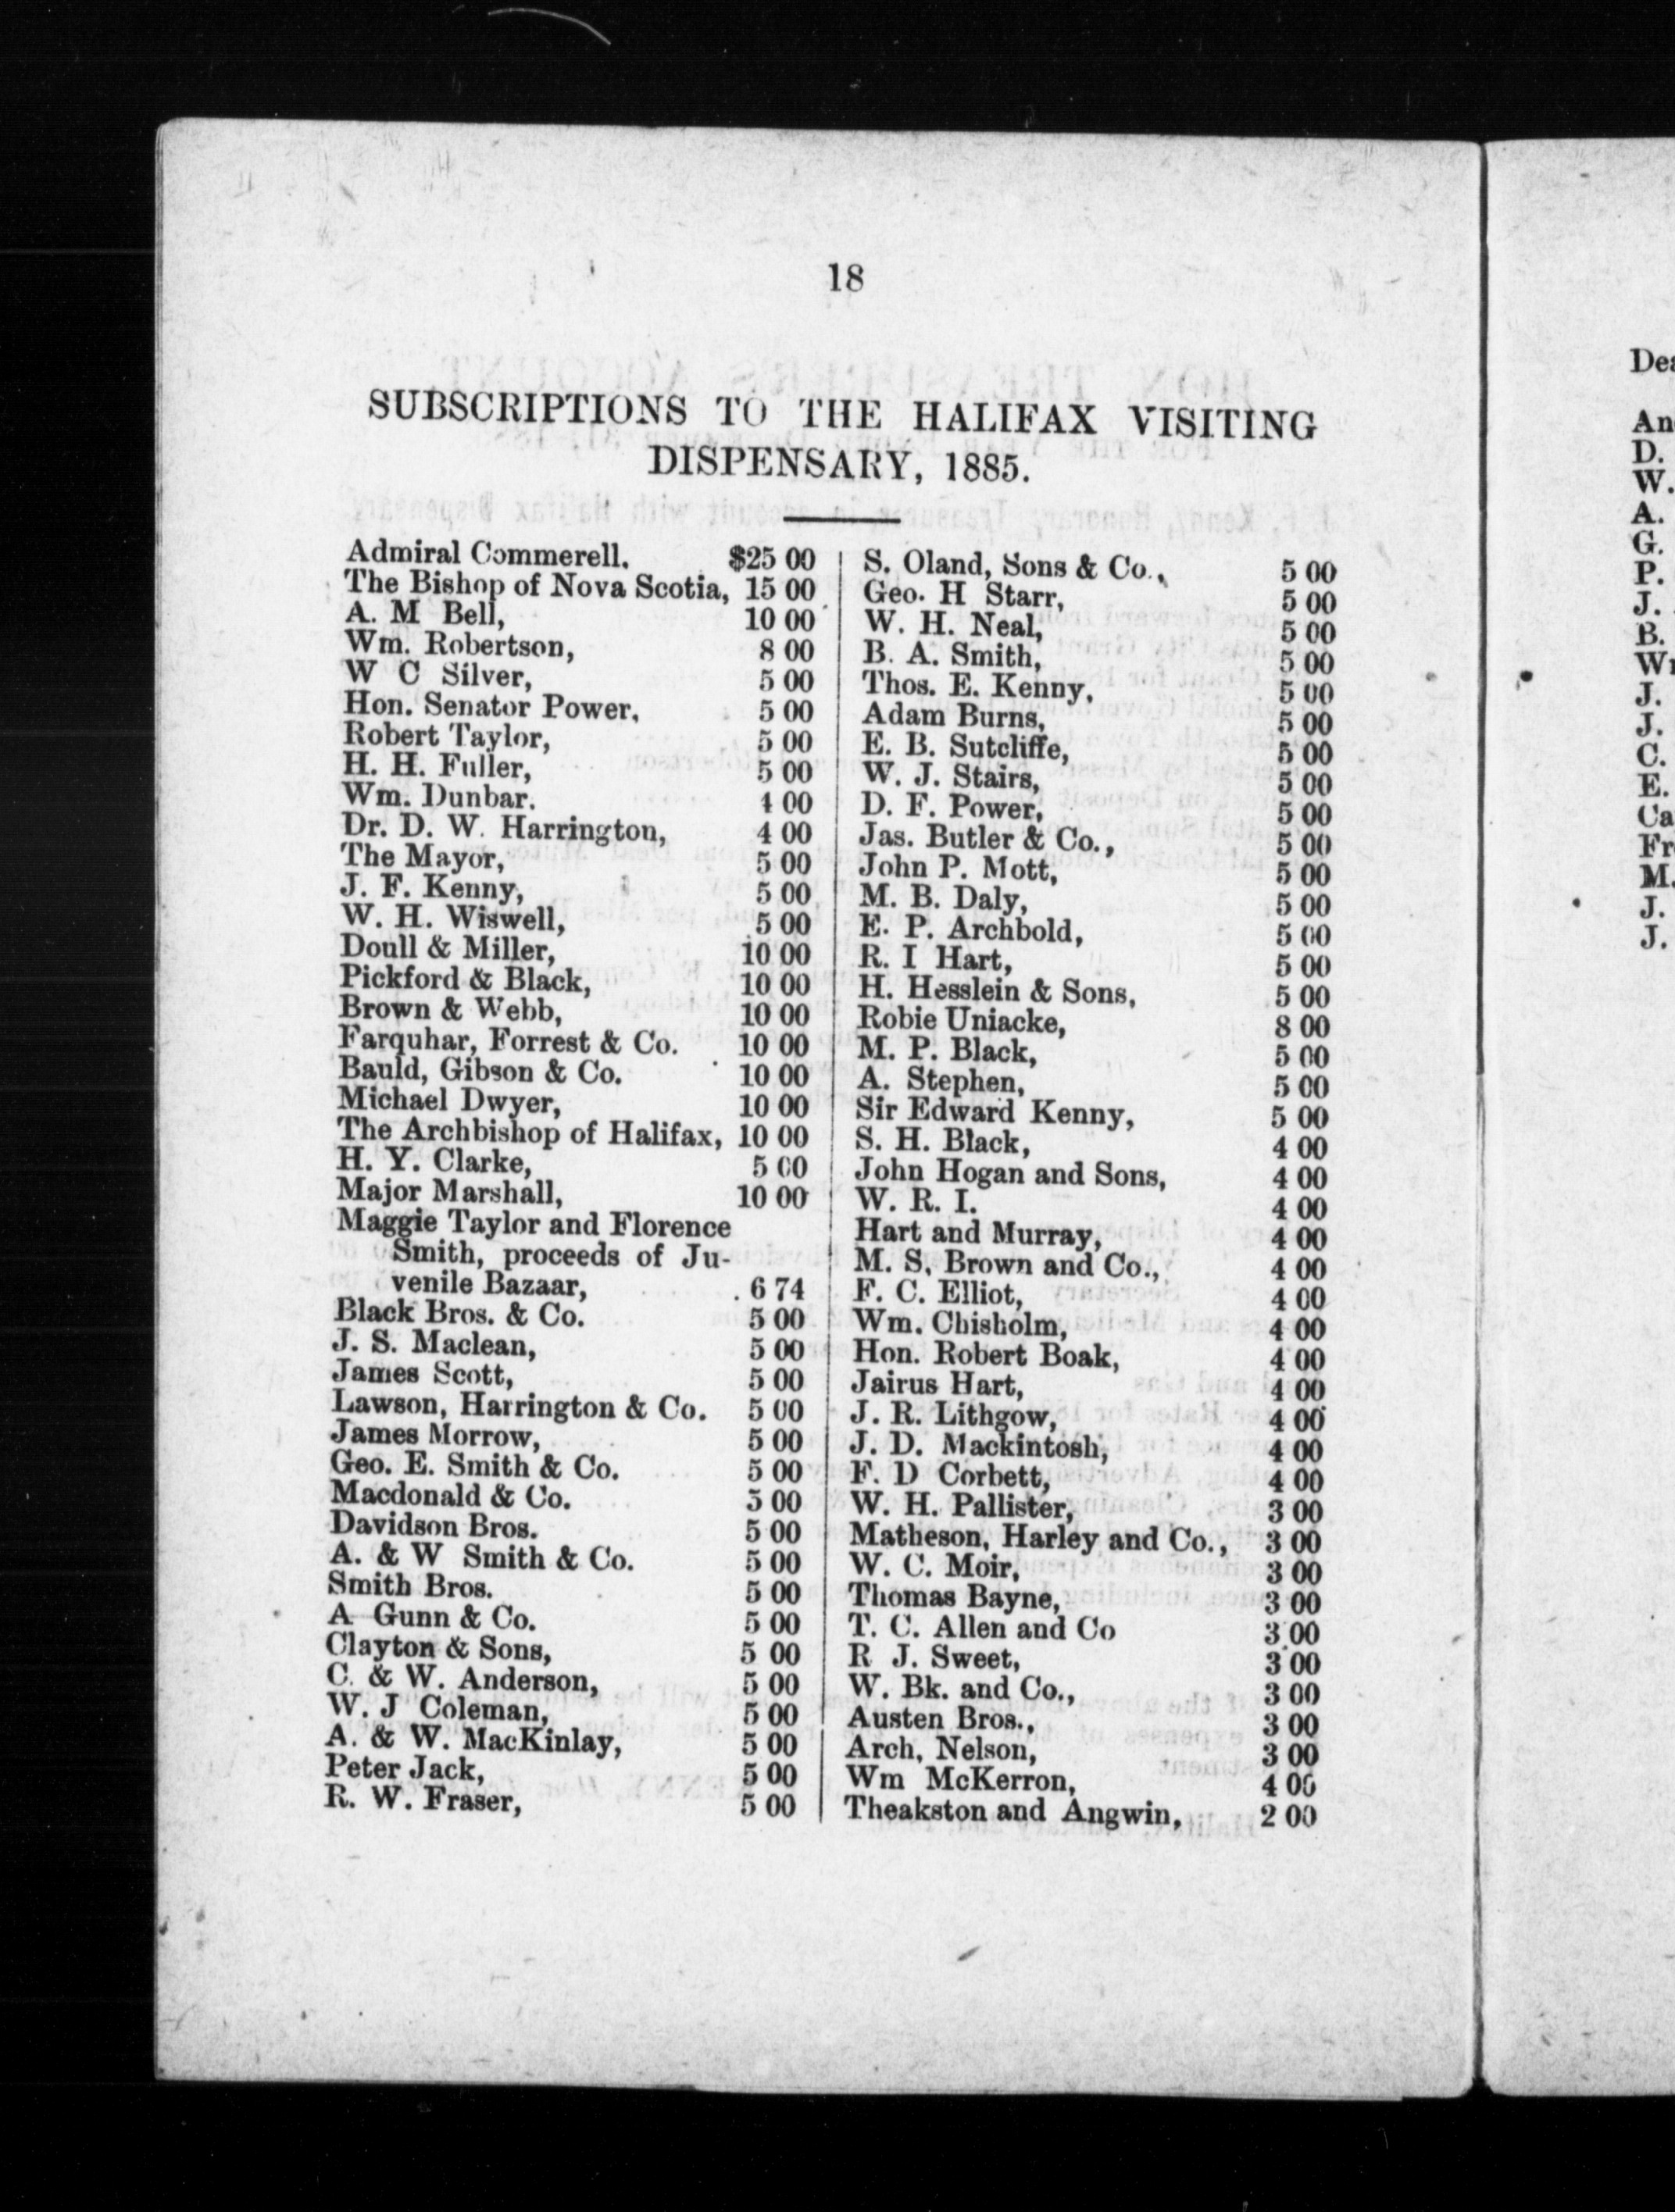 18
SUBSCRIPTIONS TO THE HALIFAX VISITING
DISPENSARY, 1885.
Admiral Commerell, $25 00
The Bishop of Nova Scotia, 15 00
A. M Bell, 10 00
Wm. Robertson, 8 00
W C Silver, 5 00
Hon. Senator Power, 5 00
Robert Taylor, 5 00
H. H. Fuller, 5 00
Wm. Dunbar, 4 00
Dr. D. W. Harrington, 4 00
The Mayor, 5 00
J. F. Kenny, 5 00
W. H. Wiswell, 5 00
Doull & Miller, 10 00
Pickford & Black, 10 00
Brown & Webb, 10 00
Farquhar, Forrest & Co. 10 00
Bauld, Gibson & Co. 10 00
Michael Dwyer, 10 00
The Archbishop of Halifax, 10 00
H. Y. Clarke, 5 00
Major Marshall, 10 00
Maggie Taylor and Florence
Smith, proceeds of Ju-
venile Bazaar, 6 74
Black Bros. & Co. 5 00
J. S. Maclean, 5 00
James Scott, 5 00
Lawson, Harrington & Co. 5 00
James Morrow, 5 00
Geo. E. Smith & Co. 5 00
Macdonald & Co. 5 00
Davidson Bros. 5 00
A. & W Smith & Co. 5 00
Smith Bros. 5 00
A Gunn & Co. 5 00
Clayton & Sons, 5 00
C. & W. Anderson, 5 00
W. J Coleman, 5 00
A. & W. MacKinlay, 5 00
Peter Jack, 5 00
R. W. Fraser, 5 00
S. Oland, Sons & Co., 5 00
Geo. H Starr, 5 00
W. H. Neal, 5 00
B. A. Smith, 5 00
Thos. E. Kenny, 5 00
Adam Burns, 5 00
E. B. Sutcliffe, 5 00
W. J. Stairs, 5 00
D. F. Power, 5 00
Jas. Butler & Co., 5 00
John P. Mott, 5 00
M. B. Daly, 5 00
E. P. Archbold, 5 00
R. I Hart, 5 00
H. Hesslein & Sons, 5 00
Robie Uniacke, 8 00
M. P. Black, 5 00
A. Stephen, 5 00
Sir Edward Kenny, 5 00
S. H. Black, 4 00
John Hogan and Sons, 4 00
W. R. I. 4 00
Hart and Murray, 4 00
M. S. Brown and Co., 4 00
F. C. Elliot, 4 00
Wm. Chisholm, 4 00
Hon. Robert Boak, 4 00
Jairus Hart, 4 00
J. R. Lithgow, 4 00
J. D. Mackintosh, 4 00
F. D Corbett, 4 00
W. H. Pallister, 3 00
Matheson, Harley and Co., 3 00
W. C. Moir, 3 00
Thomas Bayne, 3 00
T. C. Allen and Co 3 00
R J. Sweet, 3 00
W. Bk. and Co., 3 00
Austen Bros., 3 00
Arch, Nelson, 3 00
Wm McKerron, 4 00
Theakston and Angwin, 2 00
D.
W.
A.
G.
P.
J.
B.
J.
J.
C.
E.
M.
J.
J.